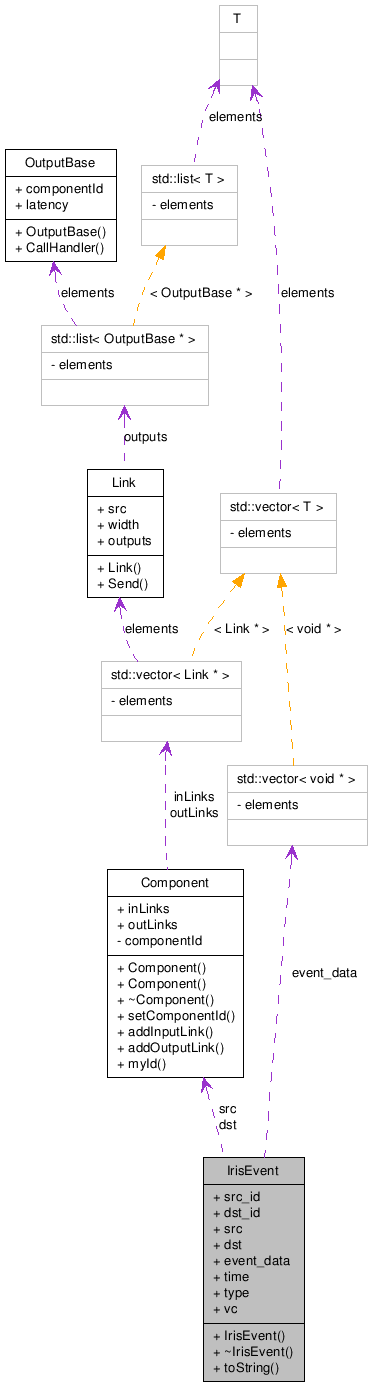 T
elements
OutputBase
+ componentId
+ latency
+ OutputBase()
+ CallHandler()
std::list< T >
- elements
elements
< OutputBase * >
elements
std::list< OutputBase * >
- elements
outputs
Link
+ src
+ width
+ outputs
+ Link()
+ Send()
std::vector< T >
- elements
elements
< Link * >
< void * >
std::vector< Link * >
- elements
std::vector< void * >
- elements
inLinks
outLinks
Component
+ inLinks
+ outLinks
- componentId
+ Component()
+ Component()
+ ~Component()
+ setComponentId()
+ addInputLink()
+ addOutputLink()
+ myId()
event_data
src
dst
IrisEvent
+ src_id
+ dst_id
+ src
+ dst
+ event_data
+ time
+ type
+ vc
+ IrisEvent()
+ ~IrisEvent()
+ toString()